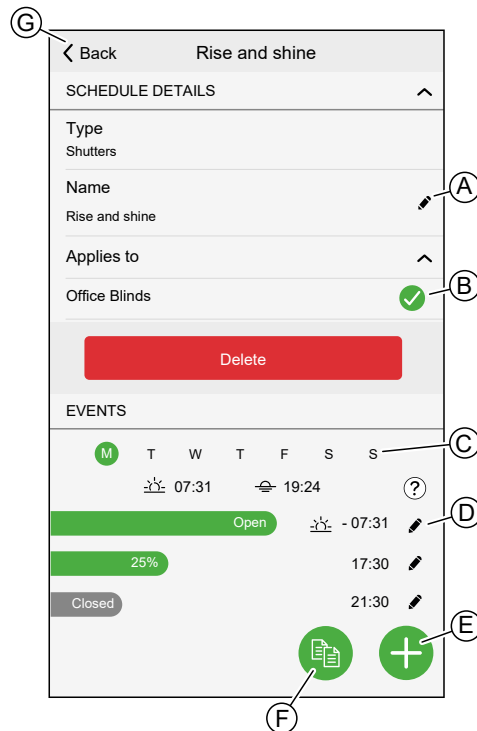 G
Back Rise and shine
SCHEDULE DETAILS
Type
Shutters
Name
A
Rise and shine
Applies to
Office Blinds
B
Delete
EVENTS
M T W T F S S
C
07:31 19:24 ?
Open - 07:31
D
25% 17:30
Closed 21:30
E
F